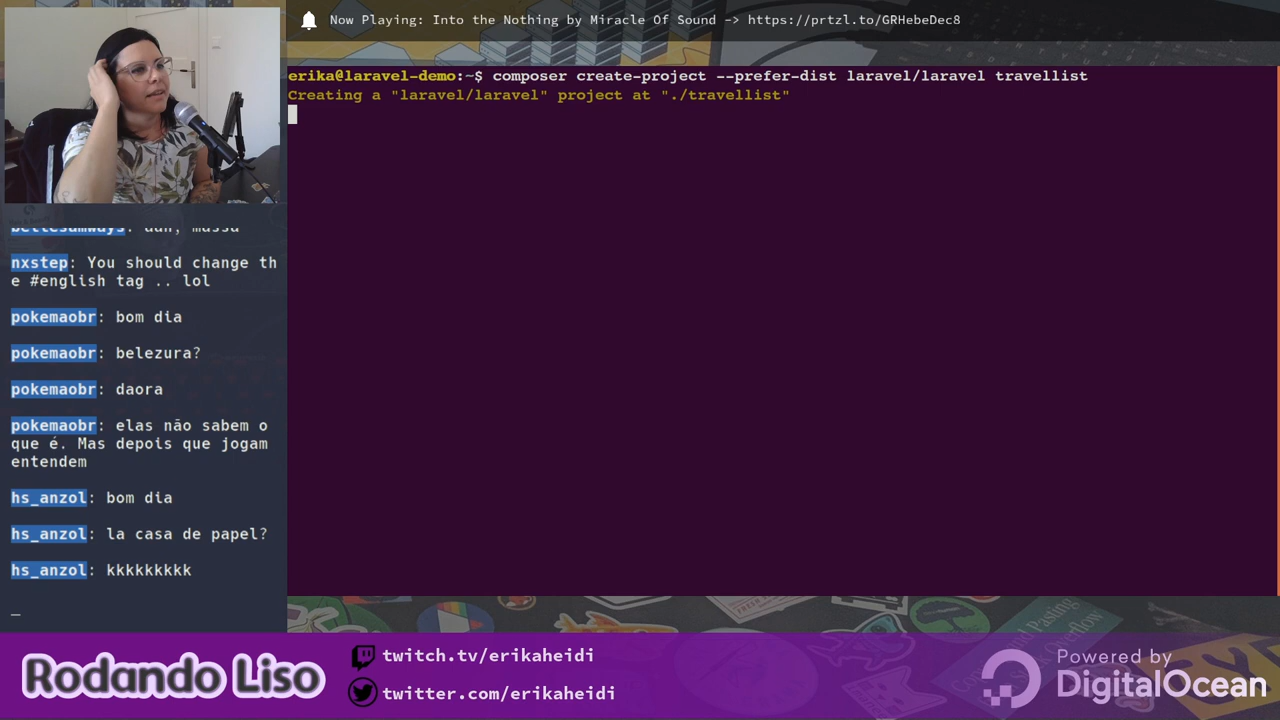 Now Playing: Into the Nothing by Miracle Of Sound -> https://prtzl.to/GRHebeDec8
erika@laravel-demo:~$ composer create-project --prefer-dist laravel/laravel travellist
Creating a "laravel/laravel" project at "./travellist"
nxstep: You should change th
e #english tag .. lol
pokemaobr: bom dia
pokemaobr: belezura?
pokemaobr: daora
pokemaobr: elas não sabem o
que é. Mas depois que jogam
entendem
hs_anzol: bom dia
hs_anzol: la casa de papel?
hs_anzol: kkkkkkkkk
_
Rodando Liso
twitch.tv/erikaheidi
twitter.com/erikaheidi
Powered by
DigitalOcean